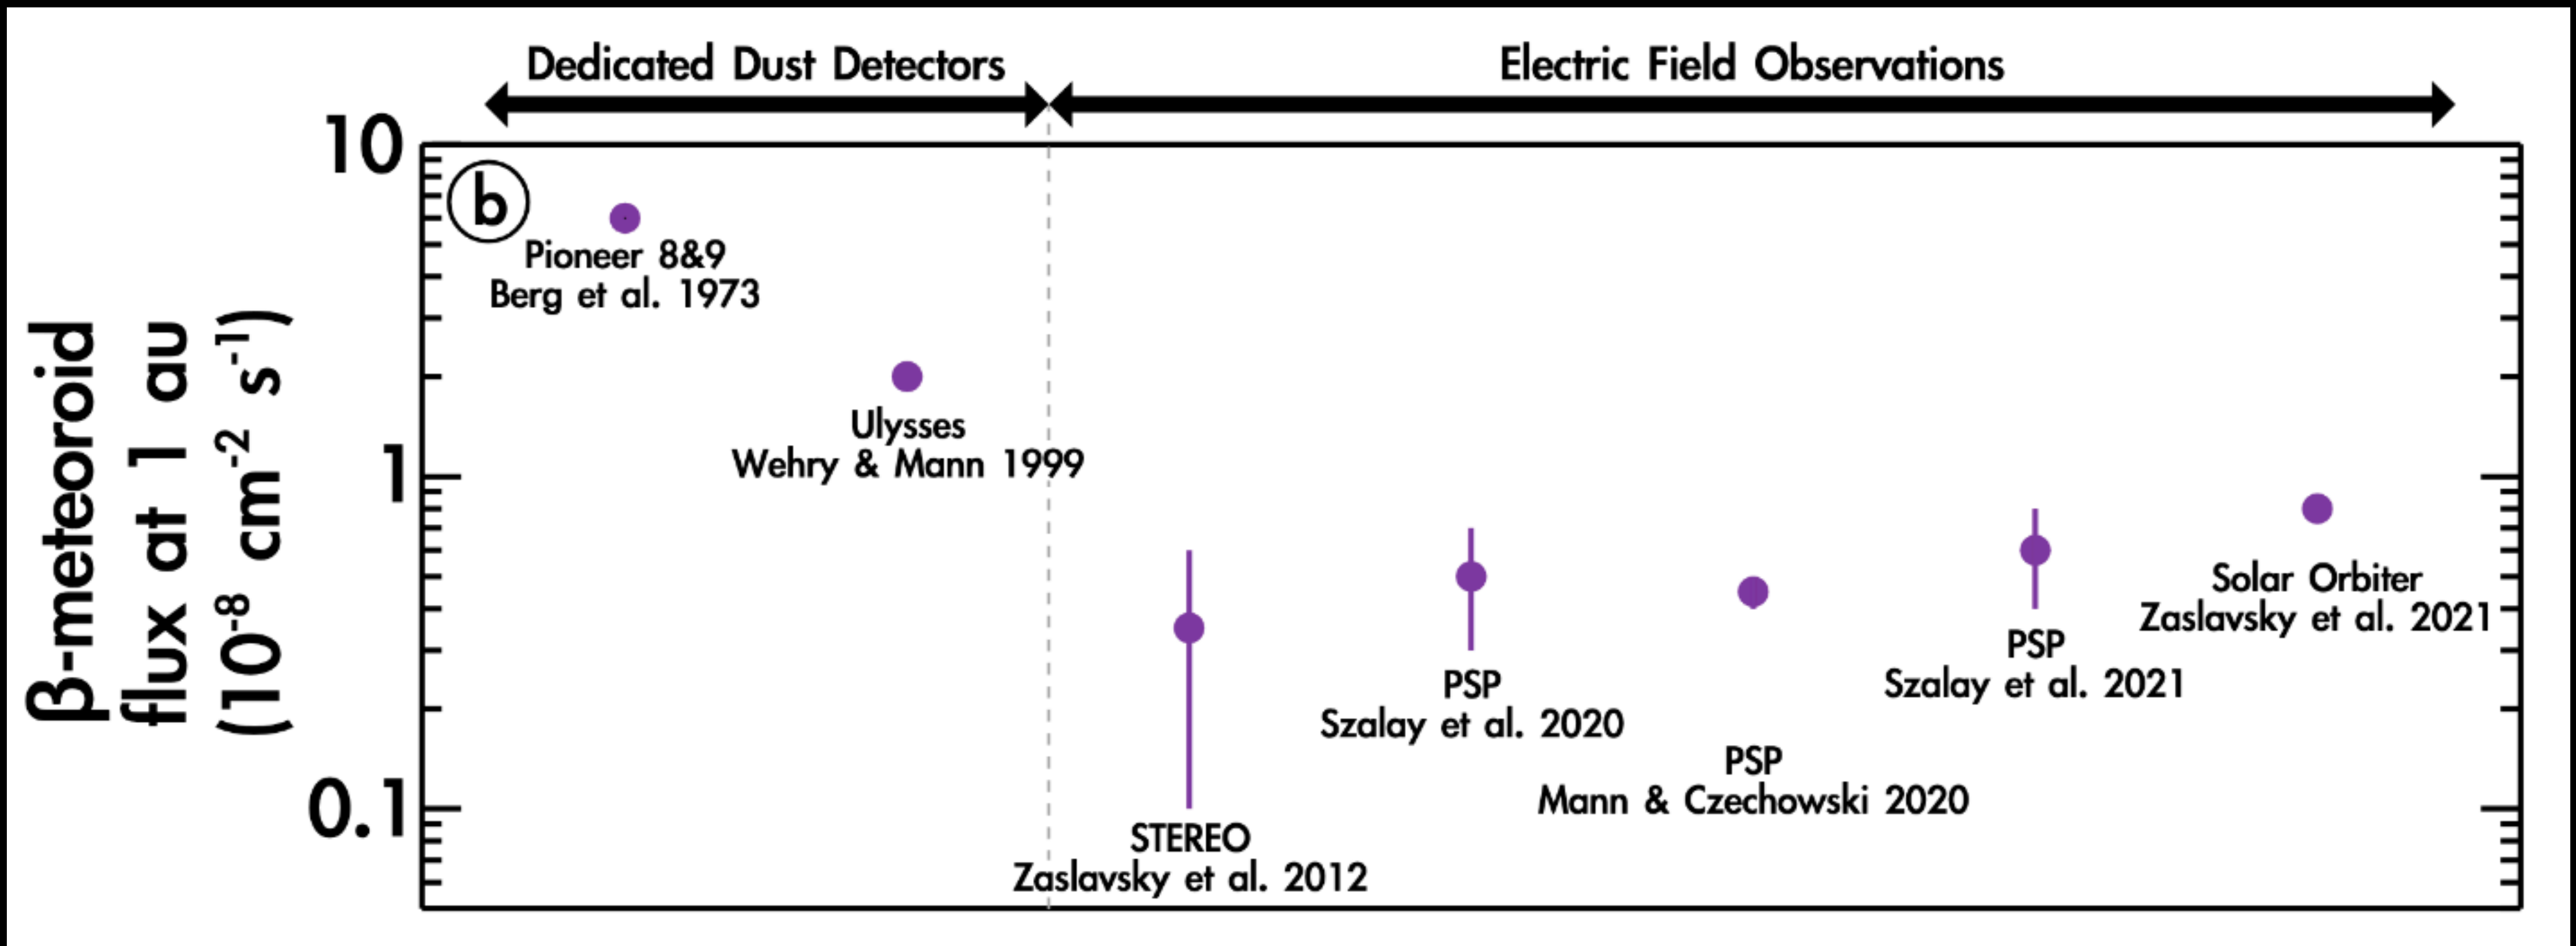 Dedicated Dust Detectors
Electric Field Observations
10
1
0.1
β-meteoroid
flux at 1 au
(10⁻⁸ cm⁻² s⁻¹)
b
Pioneer 8&9
Berg et al. 1973
Ulysses
Wehry & Mann 1999
STEREO
Zaslavsky et al. 2012
PSP
Szalay et al. 2020
PSP
Mann & Czechowski 2020
PSP
Szalay et al. 2021
Solar Orbiter
Zaslavsky et al. 2021